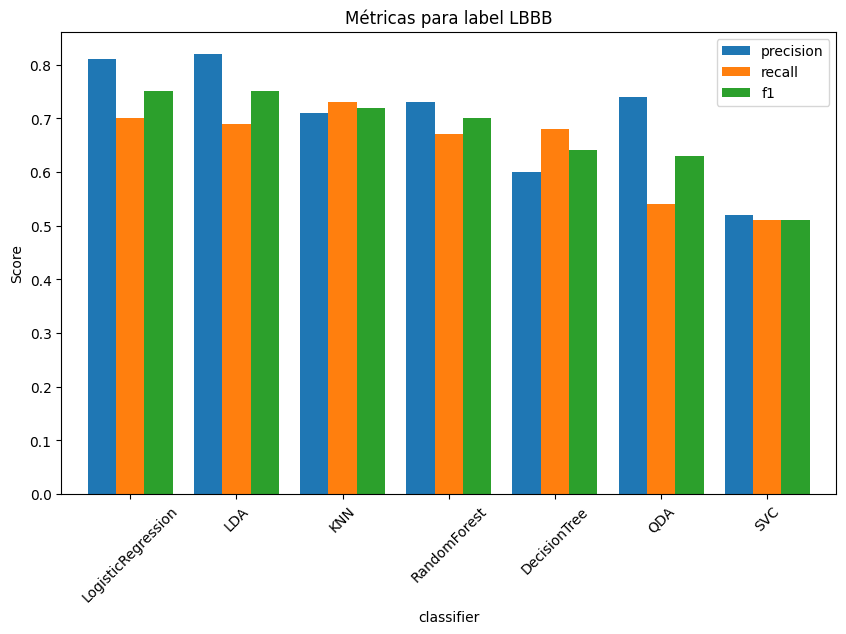 Métricas para label LBBB
precision
recall
f1
Score
0.8
0.7
0.6
0.5
0.4
0.3
0.2
0.1
0.0
LogisticRegression
LDA
KNN
RandomForest
DecisionTree
QDA
SVC
classifier